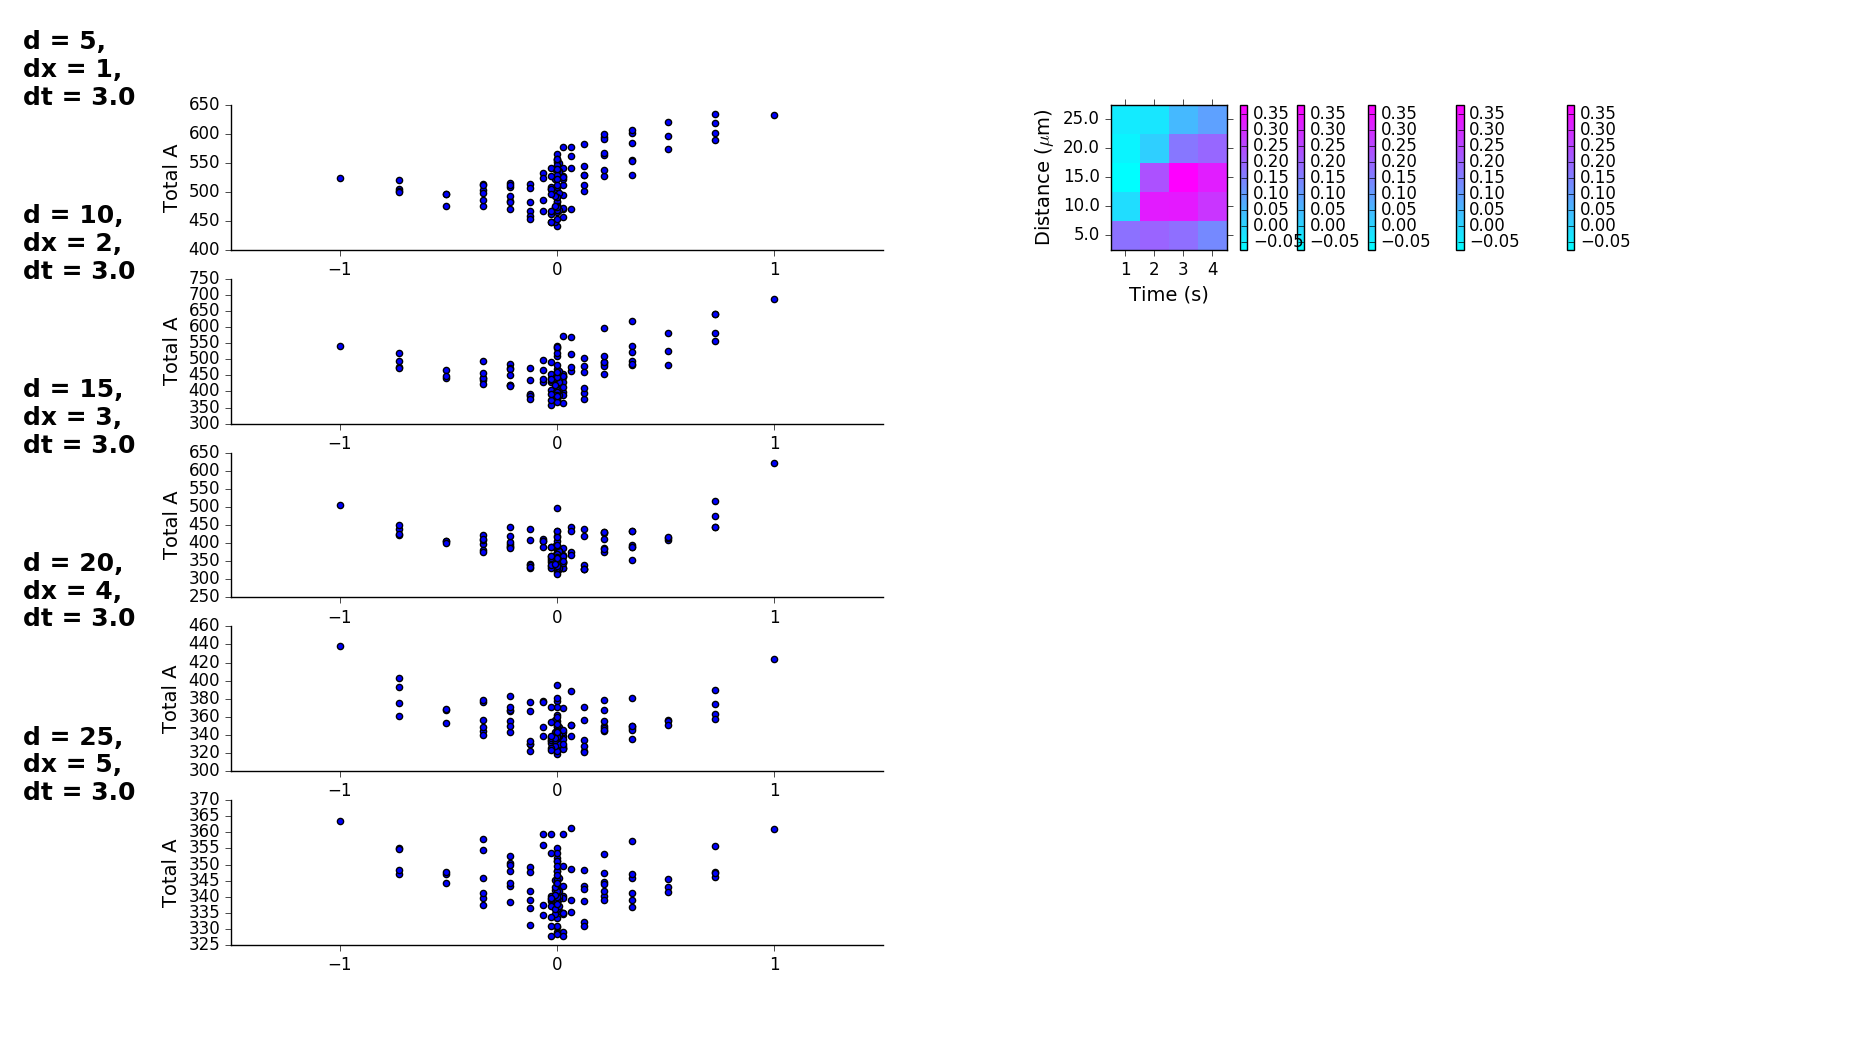 d = 5,
dx = 1,
dt = 3.0
650
600
550
500
450
400
Total A
−1 0 1
d = 10,
dx = 2,
dt = 3.0
750
700
650
600
550
500
450
400
350
300
Total A
−1 0 1
d = 15,
dx = 3,
dt = 3.0
650
600
550
500
450
400
350
300
250
Total A
−1 0 1
d = 20,
dx = 4,
dt = 3.0
460
440
420
400
380
360
340
320
300
Total A
−1 0 1
d = 25,
dx = 5,
dt = 3.0
370
365
360
355
350
345
340
335
330
325
Total A
−1 0 1
Distance (μm)
25.0
20.0
15.0
10.0
5.0
1 2 3 4
Time (s)
0.35 0.35 0.35 0.35 0.35
0.30 0.30 0.30 0.30 0.30
0.25 0.25 0.25 0.25 0.25
0.20 0.20 0.20 0.20 0.20
0.15 0.15 0.15 0.15 0.15
0.10 0.10 0.10 0.10 0.10
0.05 0.05 0.05 0.05 0.05
0.00 0.00 0.00 0.00 0.00
−0.05 −0.05 −0.05 −0.05 −0.05